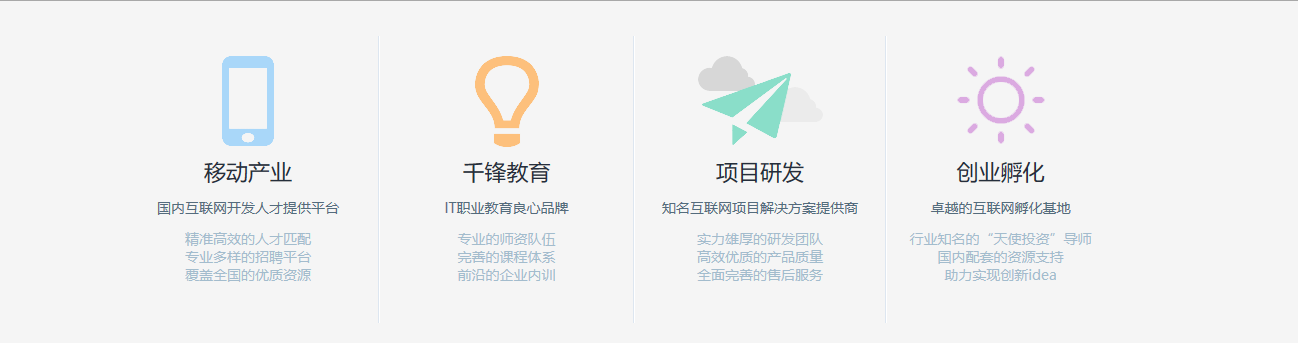 移动产业
国内互联网开发人才提供平台
精准高效的人才匹配
专业多样的招聘平台
覆盖全国的优质资源
千锋教育
IT职业教育良心品牌
专业的师资队伍
完善的课程体系
前沿的企业内训
项目研发
知名互联网项目解决方案提供商
实力雄厚的研发团队
高效优质的产品质量
全面完善的售后服务
创业孵化
卓越的互联网孵化基地
行业知名的“天使投资”导师
国内配套的资源支持
助力实现创新idea